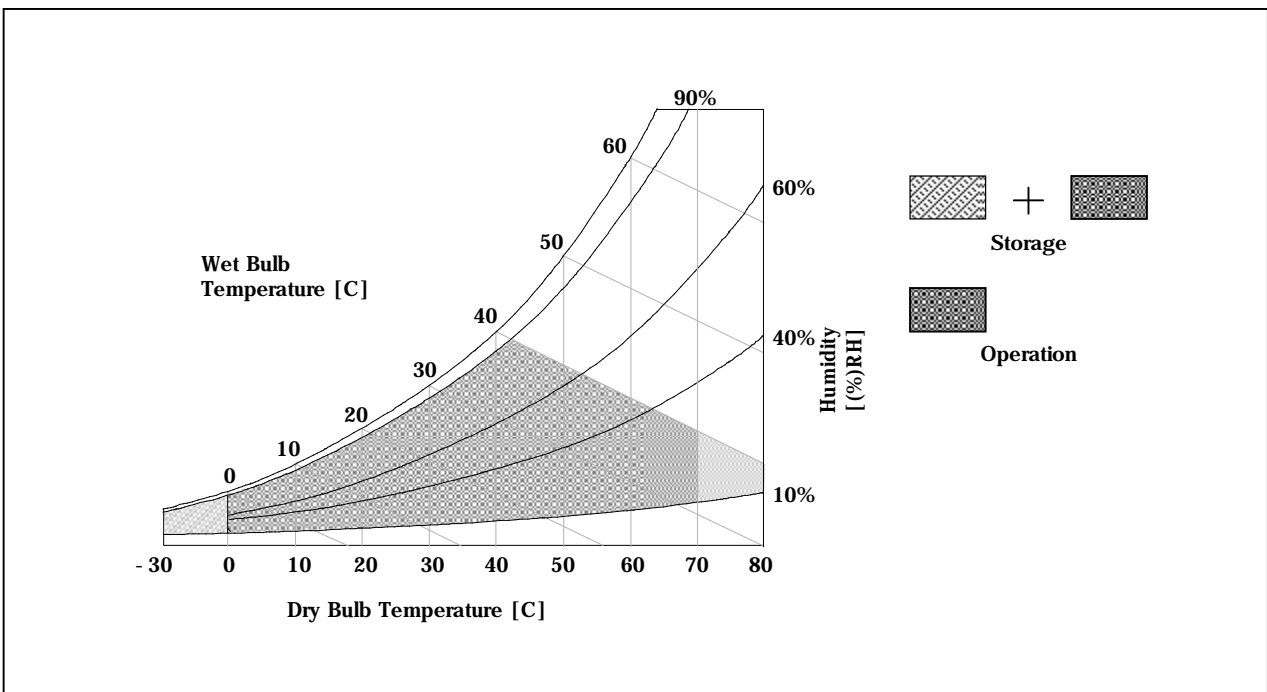 90%
60
60%
50
Wet Bulb
Temperature [C]
40
30
20
10
0
40%
10%
Humidity
[(%)RH]
- 30 0 10 20 30 40 50 60 70 80
Dry Bulb Temperature [C]
+
Storage
Operation